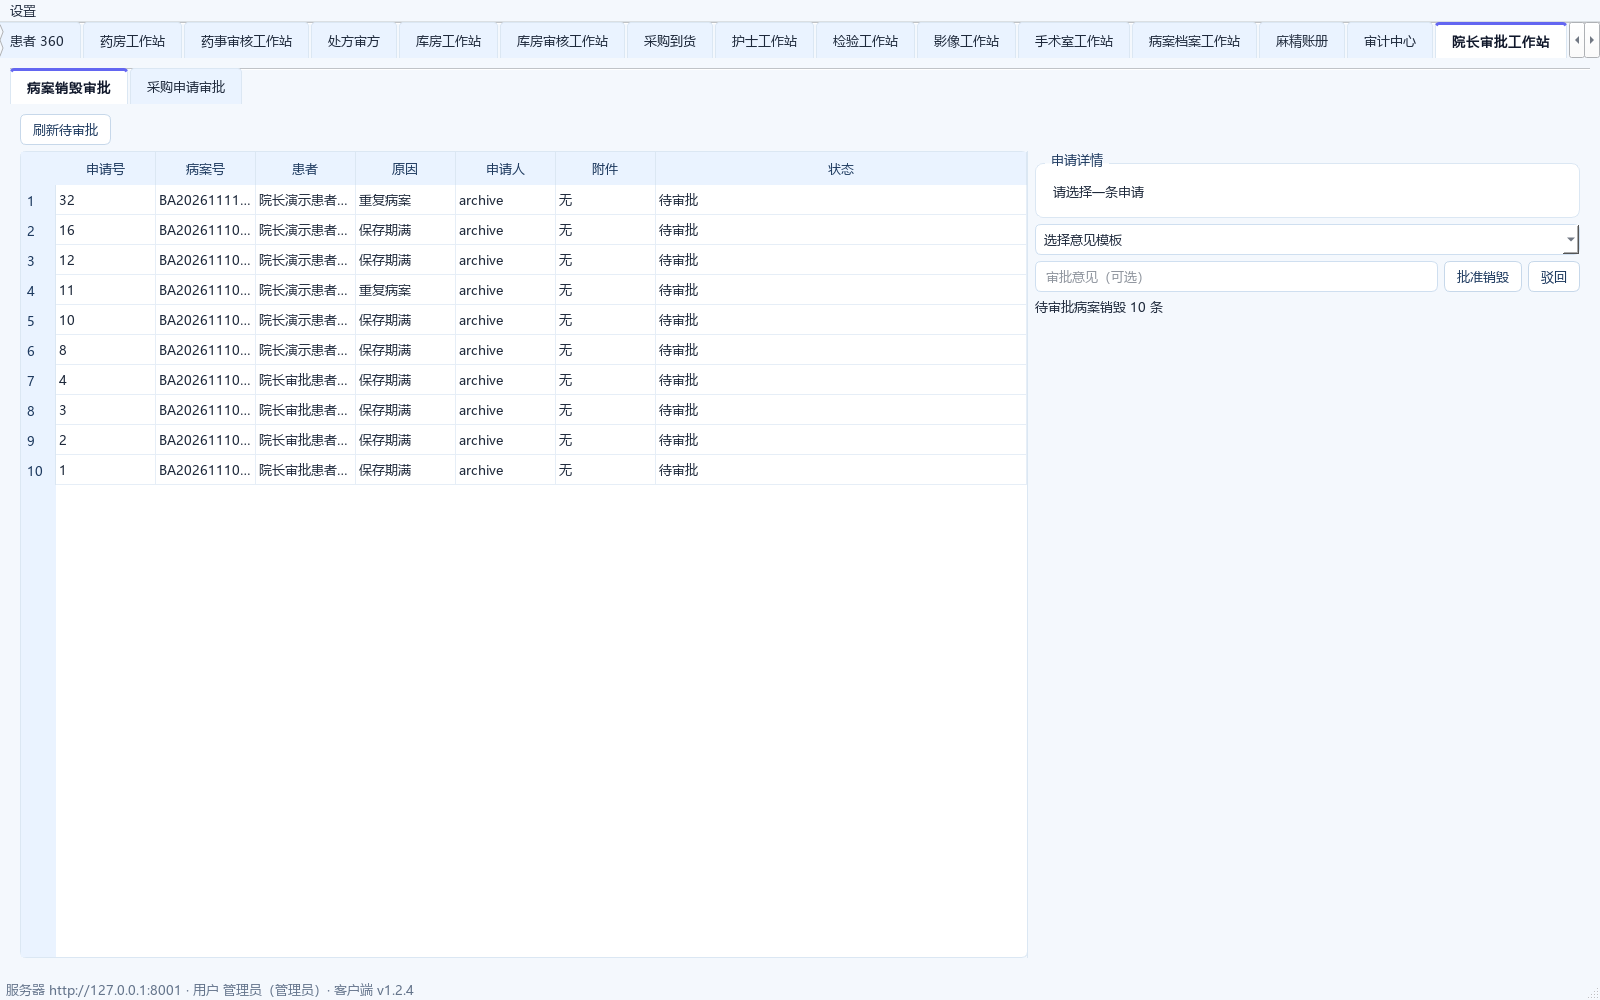 设置
患者 360 药房工作站 药事审核工作站 处方审方 库房工作站 库房审核工作站 采购到货 护士工作站 检验工作站 影像工作站 手术室工作站 病案档案工作站 麻精账册 审计中心 院长审批工作站
病案销毁审批 采购申请审批
刷新待审批
申请号 病案号 患者 原因 申请人 附件 状态
1 32 BA20261111... 院长演示患者... 重复病案 archive 无 待审批
2 16 BA20261110... 院长演示患者... 保存期满 archive 无 待审批
3 12 BA20261110... 院长演示患者... 保存期满 archive 无 待审批
4 11 BA20261110... 院长演示患者... 重复病案 archive 无 待审批
5 10 BA20261110... 院长演示患者... 保存期满 archive 无 待审批
6 8 BA20261110... 院长演示患者... 保存期满 archive 无 待审批
7 4 BA20261110... 院长审批患者... 保存期满 archive 无 待审批
8 3 BA20261110... 院长审批患者... 保存期满 archive 无 待审批
9 2 BA20261110... 院长审批患者... 保存期满 archive 无 待审批
10 1 BA20261110... 院长审批患者... 保存期满 archive 无 待审批
申请详情
请选择一条申请
选择意见模板
审批意见（可选） 批准销毁 驳回
待审批病案销毁 10 条
服务器 http://127.0.0.1:8001 · 用户 管理员（管理员）· 客户端 v1.2.4